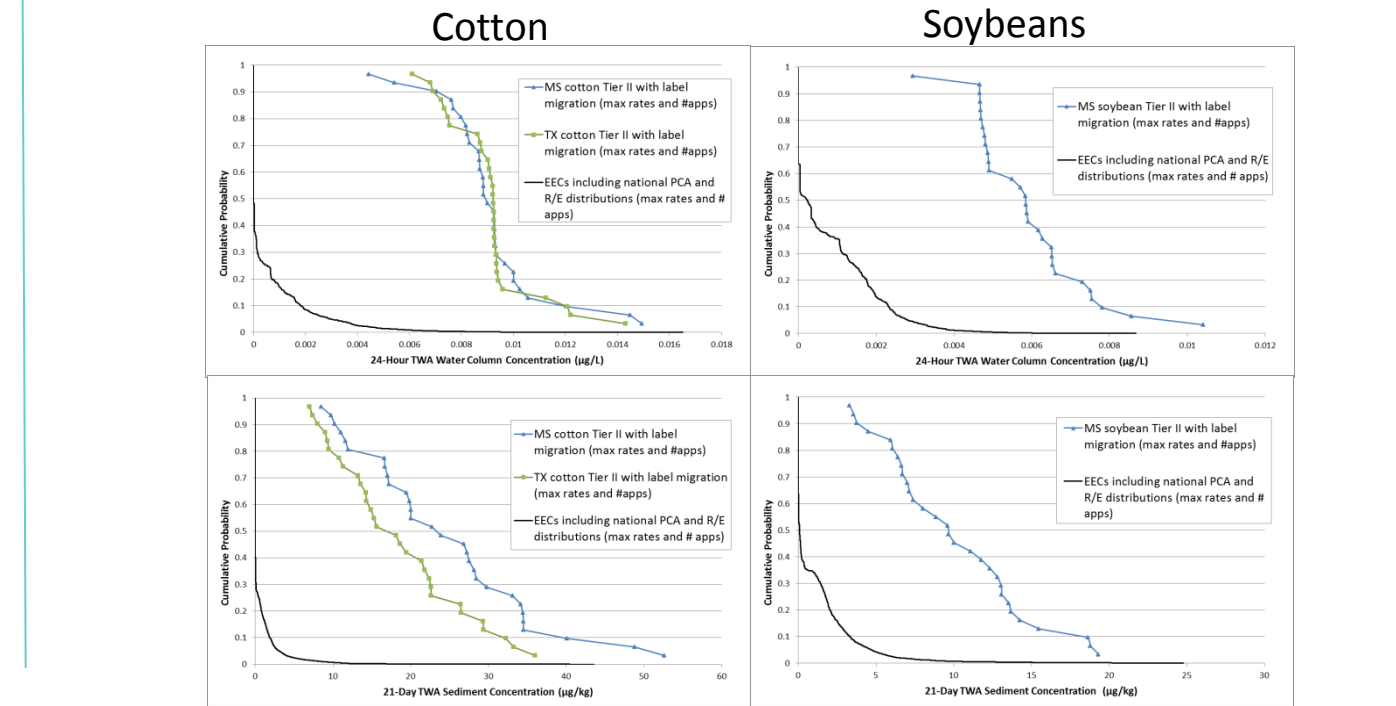 Cotton
Soybeans
1
0.9
0.8
0.7
0.6
0.5
0.4
0.3
0.2
0.1
0
Cumulative Probability
MS cotton Tier II with label
migration (max rates and #apps)
TX cotton Tier II with label
migration (max rates and #apps)
EECs including national PCA and
R/E distributions (max rates and #
apps)
0 0.002 0.004 0.006 0.008 0.01 0.012 0.014 0.016 0.018
24-Hour TWA Water Column Concentration (µg/L)
1
0.9
0.8
0.7
0.6
0.5
0.4
0.3
0.2
0.1
0
Cumulative Probability
MS soybean Tier II with label
migration (max rates and #apps)
EECs including national PCA and R/E
distributions (max rates and # apps)
0 0.002 0.004 0.006 0.008 0.01 0.012
24-Hour TWA Water Column Concentration (µg/L)
1
0.9
0.8
0.7
0.6
0.5
0.4
0.3
0.2
0.1
0
Cumulative Probability
MS cotton Tier II with label
migration (max rates and #apps)
TX cotton Tier II with label migration
(max rates and #apps)
EECs including national PCA and R/E
distributions (max rates and # apps)
0 10 20 30 40 50 60
21-Day TWA Sediment Concentration (µg/kg)
1
0.9
0.8
0.7
0.6
0.5
0.4
0.3
0.2
0.1
0
Cumulative Probability
MS soybean Tier II with label
migration (max rates and #apps)
EECs including national PCA and
R/E distributions (max rates and #
apps)
0 5 10 15 20 25 30
21-Day TWA Sediment Concentration (µg/kg)